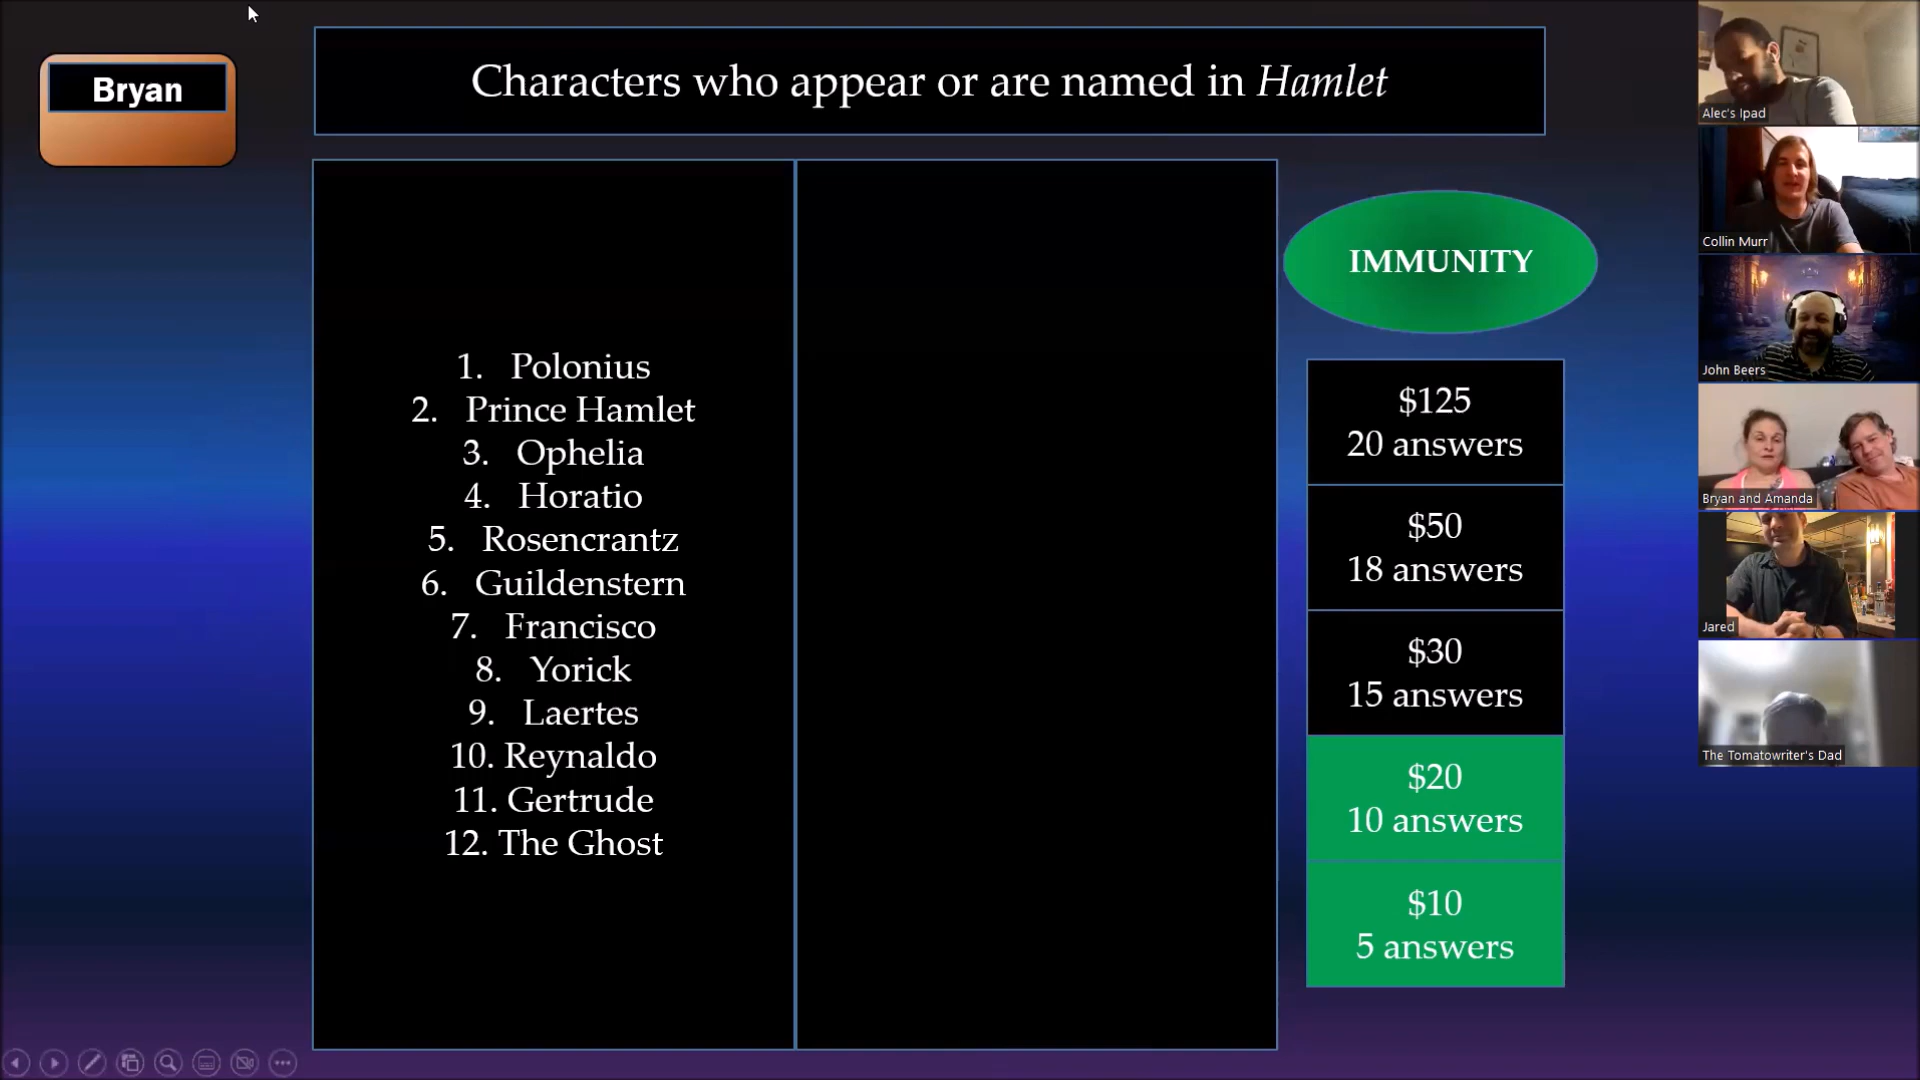 Bryan
Characters who appear or are named in Hamlet
1. Polonius
2. Prince Hamlet
3. Ophelia
4. Horatio
5. Rosencrantz
6. Guildenstern
7. Francisco
8. Yorick
9. Laertes
10. Reynaldo
11. Gertrude
12. The Ghost
IMMUNITY
$125
20 answers
$50
18 answers
$30
15 answers
$20
10 answers
$10
5 answers
Alec's Ipad
Collin Murr
John Beers
Bryan and Amanda
Jared
The Tomatowriter's Dad